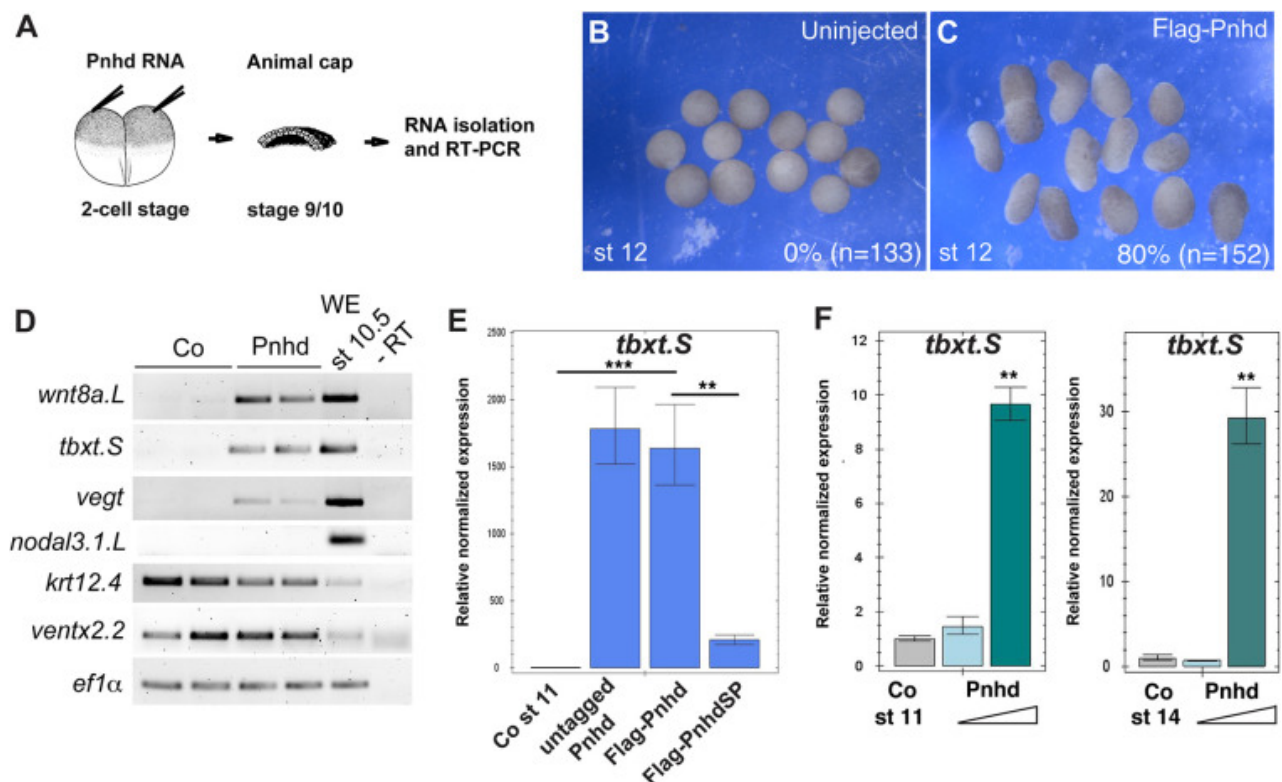 A
Pnhd RNA
Animal cap
RNA isolation
and RT-PCR
2-cell stage
stage 9/10
B
Uninjected
st 12
0% (n=133)
C
Flag-Pnhd
st 12
80% (n=152)
D
Co
Pnhd
WE
st 10.5
- RT
wnt8a.L
tbxt.S
vegt
nodal3.1.L
krt12.4
ventx2.2
ef1α
E
tbxt.S
Relative normalized expression
2500
2000
1500
1000
500
0
***
**
Co st 11
untagged
Pnhd
Flag-Pnhd
Flag-PnhdSP
F
tbxt.S
Relative normalized expression
12
10
8
6
4
2
0
**
Co
Pnhd
st 11
tbxt.S
Relative normalized expression
30
20
10
0
**
Co
Pnhd
st 14